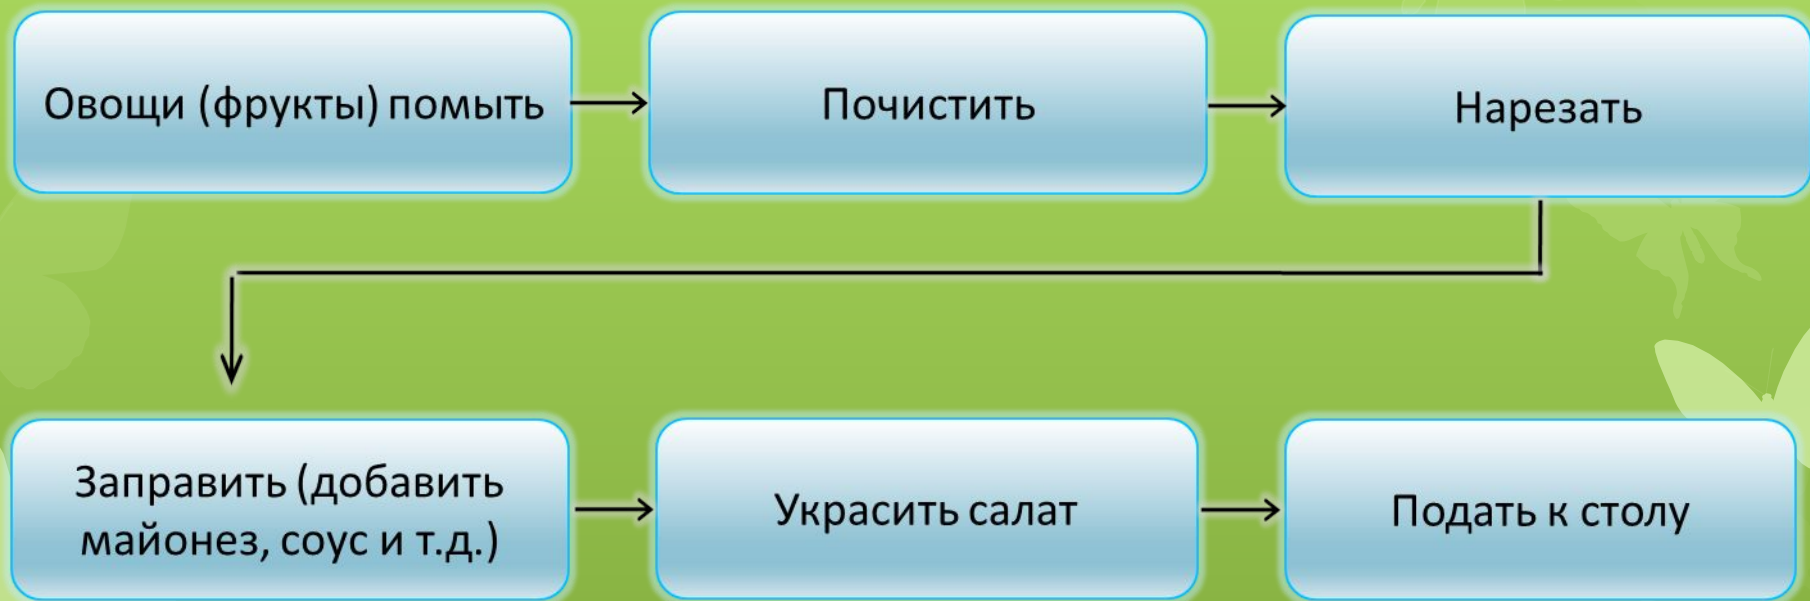 Овощи (фрукты) помыть
Почистить
Нарезать
Заправить (добавить
майонез, соус и т.д.)
Украсить салат
Подать к столу